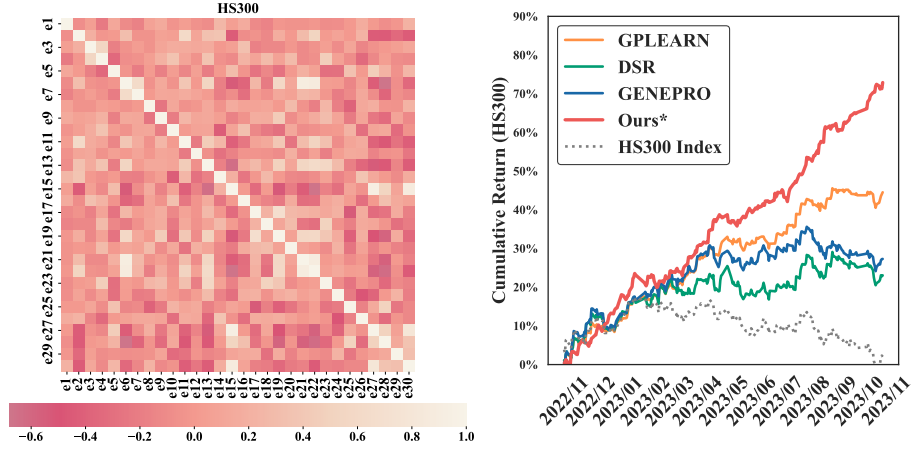 HS300
e1
e3
e5
e7
e9
e11
e13
e15
e17
e19
e21
e23
e25
e27
e29
e1 e2 e3 e4 e5 e6 e7 e8 e9 e10 e11 e12 e13 e14 e15 e16 e17 e18 e19 e20 e21 e22 e23 e24 e25 e26 e27 e28 e29 e30
−0.6 −0.4 −0.2 0.0 0.2 0.4 0.6 0.8 1.0
Cumulative Return (HS300)
90%
80%
70%
60%
50%
40%
30%
20%
10%
0%
GPLEARN
DSR
GENEPRO
Ours*
HS300 Index
2022/11 2022/12 2023/01 2023/02 2023/03 2023/04 2023/05 2023/06 2023/07 2023/08 2023/09 2023/10 2023/11